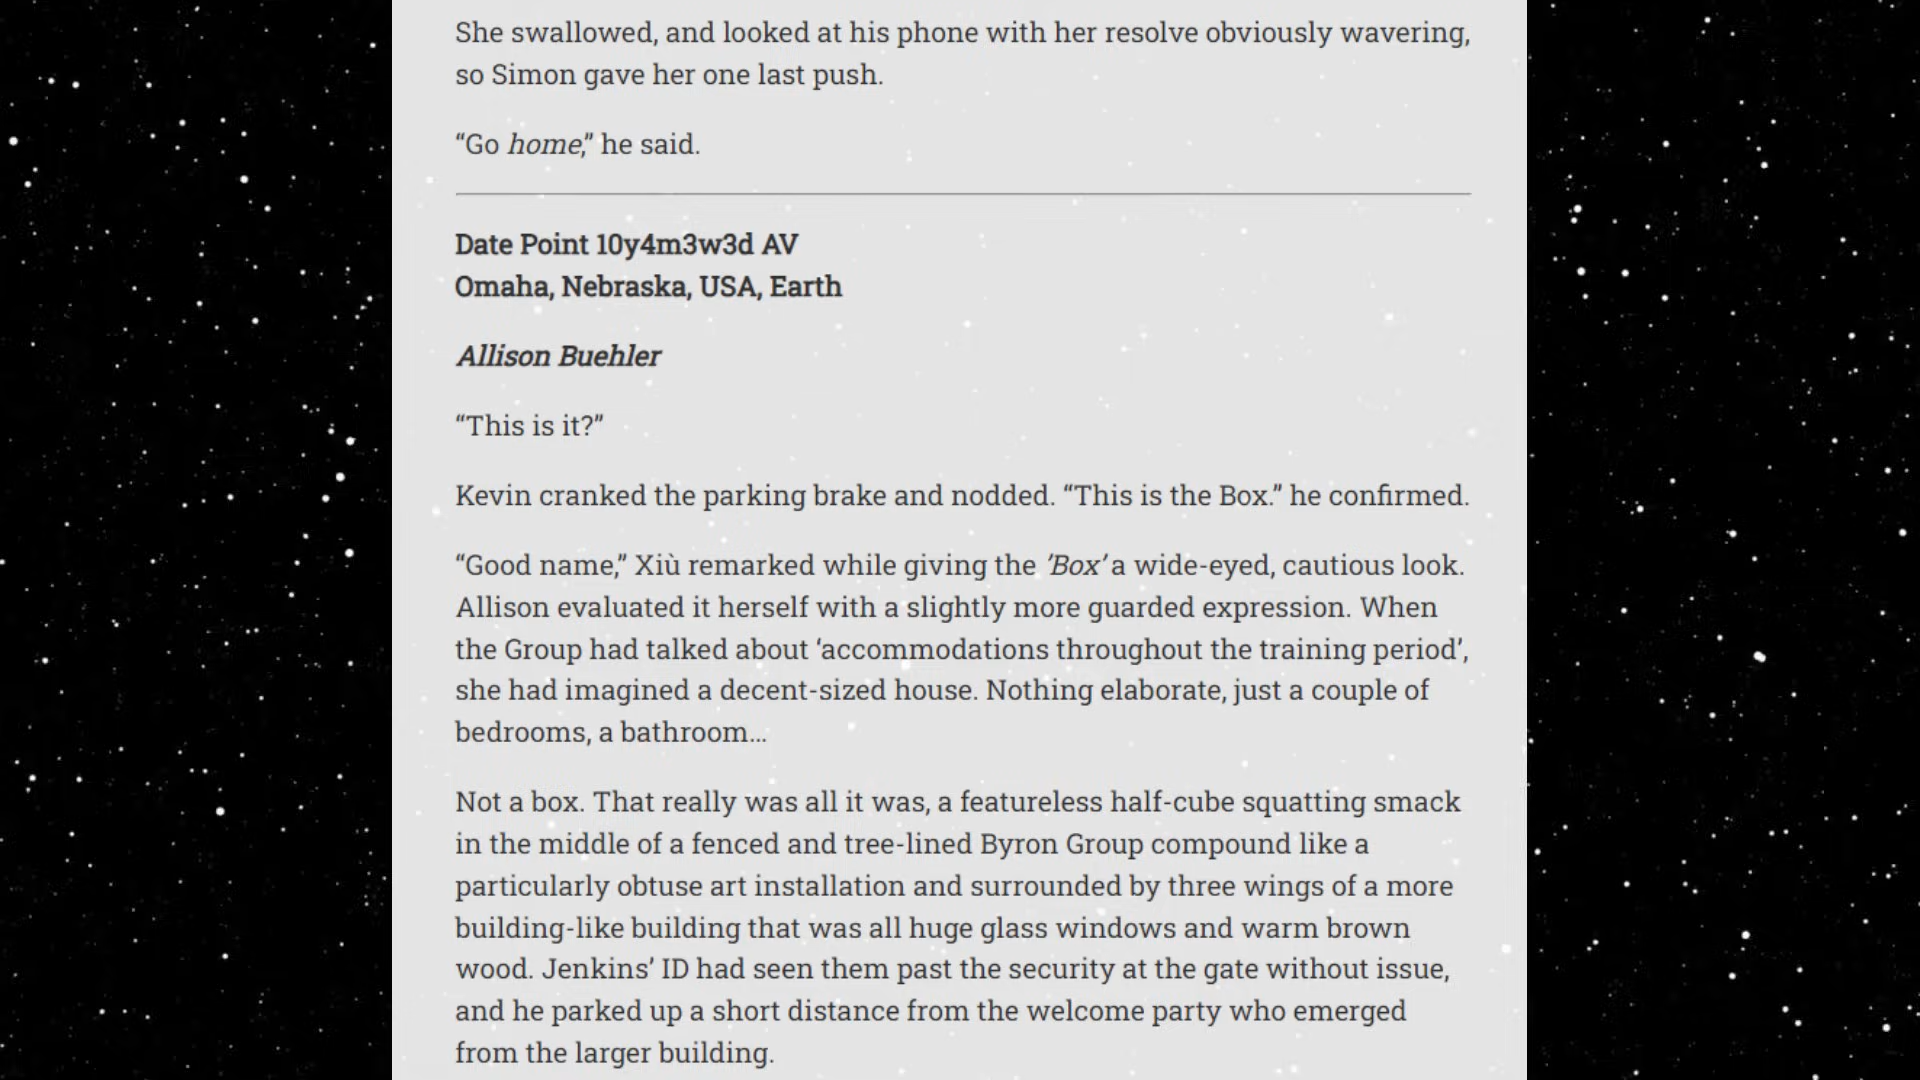 She swallowed, and looked at his phone with her resolve obviously wavering,
so Simon gave her one last push.
“Go home,” he said.
Date Point 10y4m3w3d AV
Omaha, Nebraska, USA, Earth
Allison Buehler
“This is it?”
Kevin cranked the parking brake and nodded. “This is the Box.” he confirmed.
“Good name,” Xiù remarked while giving the ’Box’ a wide-eyed, cautious look.
Allison evaluated it herself with a slightly more guarded expression. When
the Group had talked about ‘accommodations throughout the training period’,
she had imagined a decent-sized house. Nothing elaborate, just a couple of
bedrooms, a bathroom…
Not a box. That really was all it was, a featureless half-cube squatting smack
in the middle of a fenced and tree-lined Byron Group compound like a
particularly obtuse art installation and surrounded by three wings of a more
building-like building that was all huge glass windows and warm brown
wood. Jenkins’ ID had seen them past the security at the gate without issue,
and he parked up a short distance from the welcome party who emerged
from the larger building.